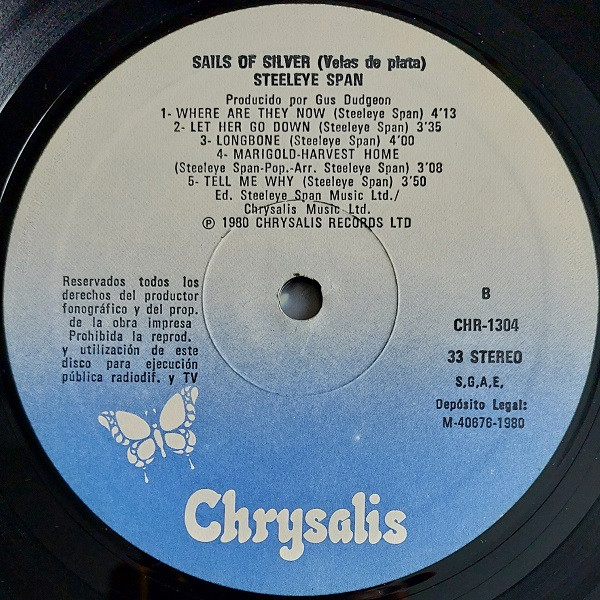 SAILS OF SILVER (Velas de plata)
STEELEYE SPAN
Producido por Gus Dudgeon
1- WHERE ARE THEY NOW (Steeleye Span) 4'13
2- LET HER GO DOWN (Steeleye Span) 3'35
3- LONGBONE (Steeleye Span) 4'00
4- MARIGOLD-HARVEST HOME
(Steeleye Span-Pop.-Arr. Steeleye Span) 3'08
5- TELL ME WHY (Steeleye Span) 3'50
Ed. Steeleye Span Music Ltd./
Chrysalis Music Ltd.
℗ 1980 CHRYSALIS RECORDS LTD
Reservados todos los
derechos del productor
fonográfico y del prop.
de la obra impresa
Prohibida la reprod.
y utilización de este
disco para ejecución
pública radiodif. y TV
B
CHR-1304
33 STEREO
S,G,A,E,
Depósito Legal:
M-40676-1980
Chrysalis